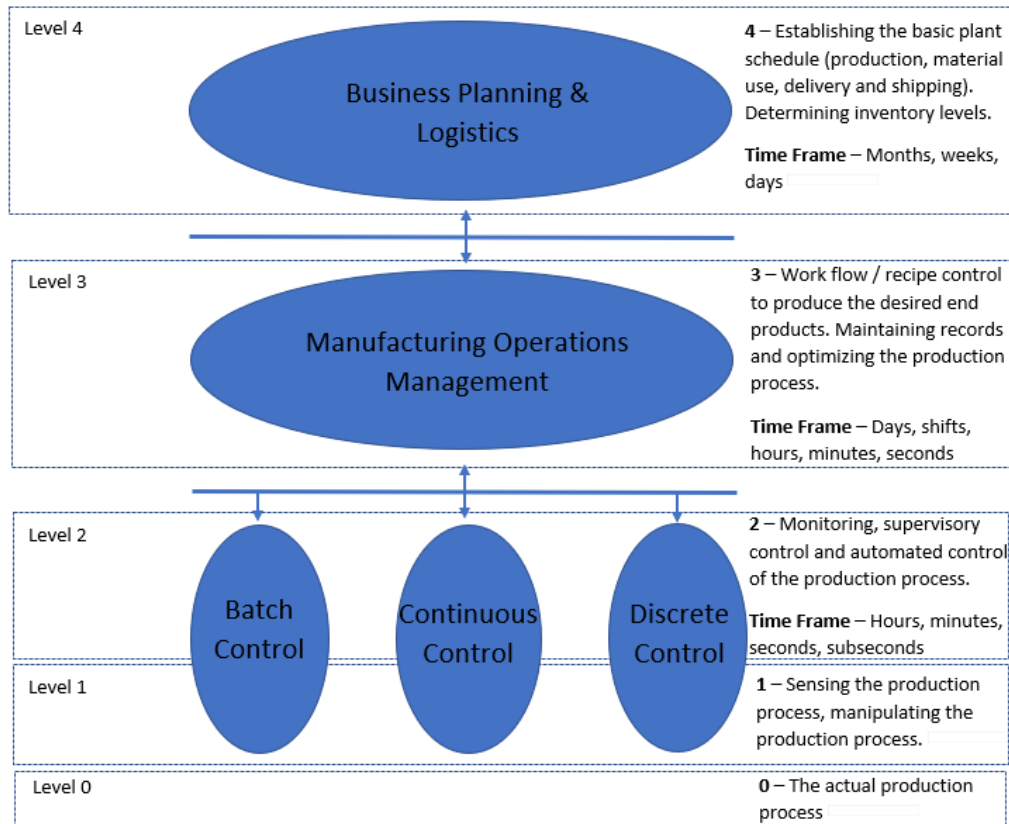 Level 4
Business Planning &
Logistics
4 – Establishing the basic plant
schedule (production, material
use, delivery and shipping).
Determining inventory levels.
Time Frame – Months, weeks,
days
Level 3
Manufacturing Operations
Management
3 – Work flow / recipe control
to produce the desired end
products. Maintaining records
and optimizing the production
process.
Time Frame – Days, shifts,
hours, minutes, seconds
Level 2
Batch
Control
Continuous
Control
Discrete
Control
2 – Monitoring, supervisory
control and automated control
of the production process.
Time Frame – Hours, minutes,
seconds, subseconds
Level 1
1 – Sensing the production
process, manipulating the
production process.
Level 0
0 – The actual production
process